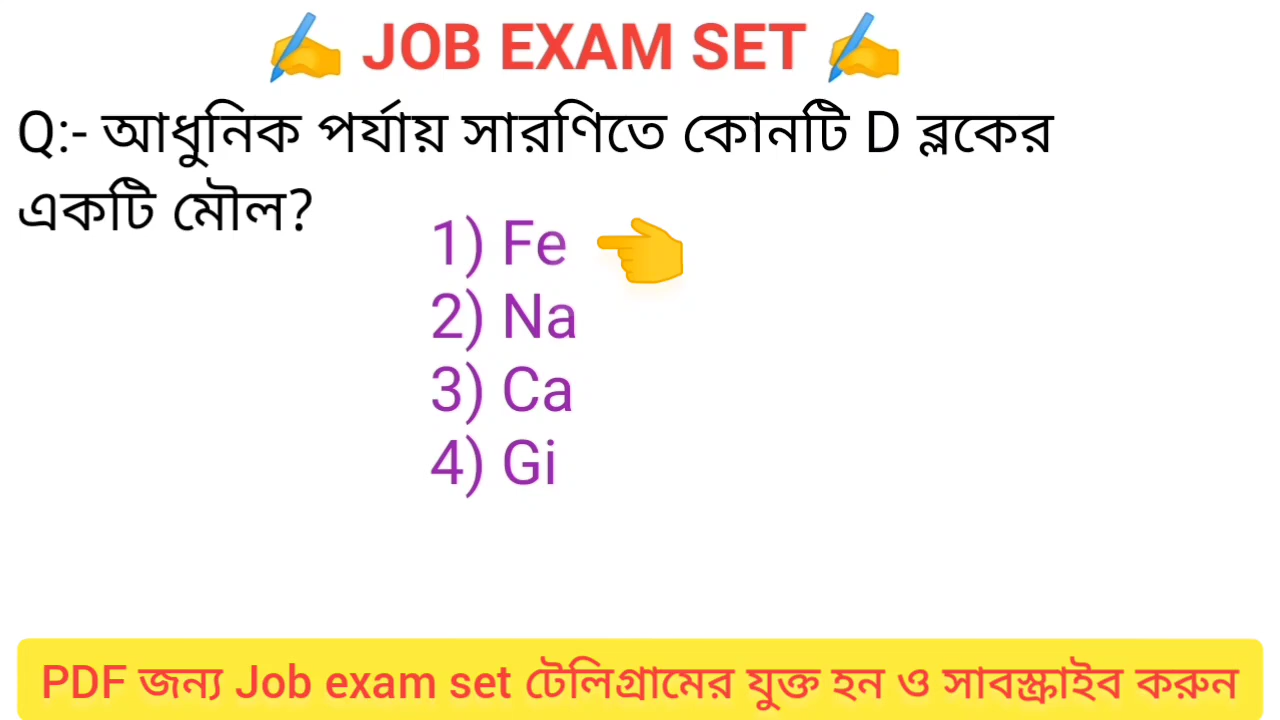 ✍️ JOB EXAM SET ✍️
Q:- আধুনিক পর্যায় সারণিতে কোনটি D ব্লকের
একটি মৌল?
1) Fe 👈
2) Na
3) Ca
4) Gi
PDF জন্য Job exam set টেলিগ্রামের যুক্ত হন ও সাবস্ক্রাইব করুন